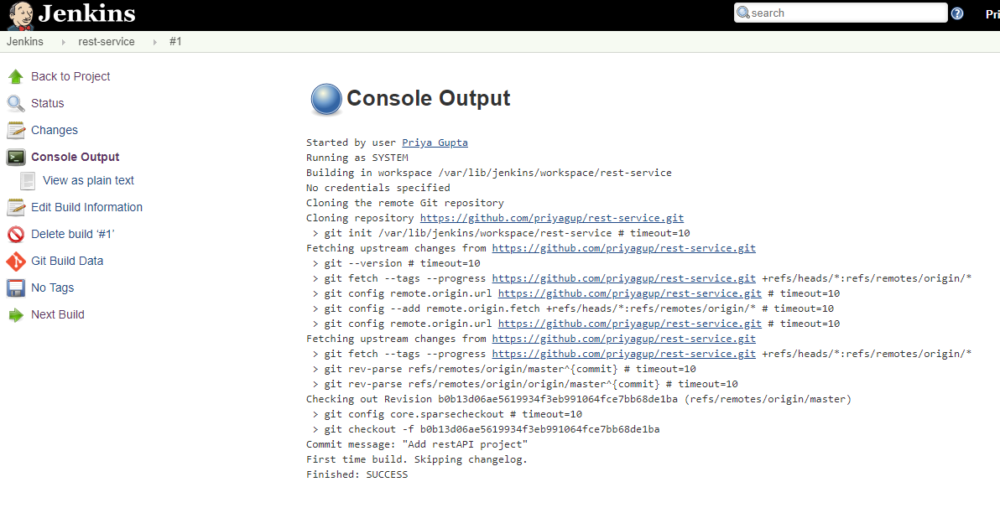 Jenkins
search
Pri
Jenkins rest-service #1
Back to Project
Status
Changes
Console Output
View as plain text
Edit Build Information
Delete build ‘#1’
Git Build Data
No Tags
Next Build
Console Output
Started by user Priya Gupta
Running as SYSTEM
Building in workspace /var/lib/jenkins/workspace/rest-service
No credentials specified
Cloning the remote Git repository
Cloning repository https://github.com/priyagup/rest-service.git
> git init /var/lib/jenkins/workspace/rest-service # timeout=10
Fetching upstream changes from https://github.com/priyagup/rest-service.git
> git --version # timeout=10
> git fetch --tags --progress https://github.com/priyagup/rest-service.git +refs/heads/*:refs/remotes/origin/*
> git config remote.origin.url https://github.com/priyagup/rest-service.git # timeout=10
> git config --add remote.origin.fetch +refs/heads/*:refs/remotes/origin/* # timeout=10
> git config remote.origin.url https://github.com/priyagup/rest-service.git # timeout=10
Fetching upstream changes from https://github.com/priyagup/rest-service.git
> git fetch --tags --progress https://github.com/priyagup/rest-service.git +refs/heads/*:refs/remotes/origin/*
> git rev-parse refs/remotes/origin/master^{commit} # timeout=10
> git rev-parse refs/remotes/origin/origin/master^{commit} # timeout=10
Checking out Revision b0b13d06ae5619934f3eb991064fce7bb68de1ba (refs/remotes/origin/master)
> git config core.sparsecheckout # timeout=10
> git checkout -f b0b13d06ae5619934f3eb991064fce7bb68de1ba
Commit message: "Add restAPI project"
First time build. Skipping changelog.
Finished: SUCCESS